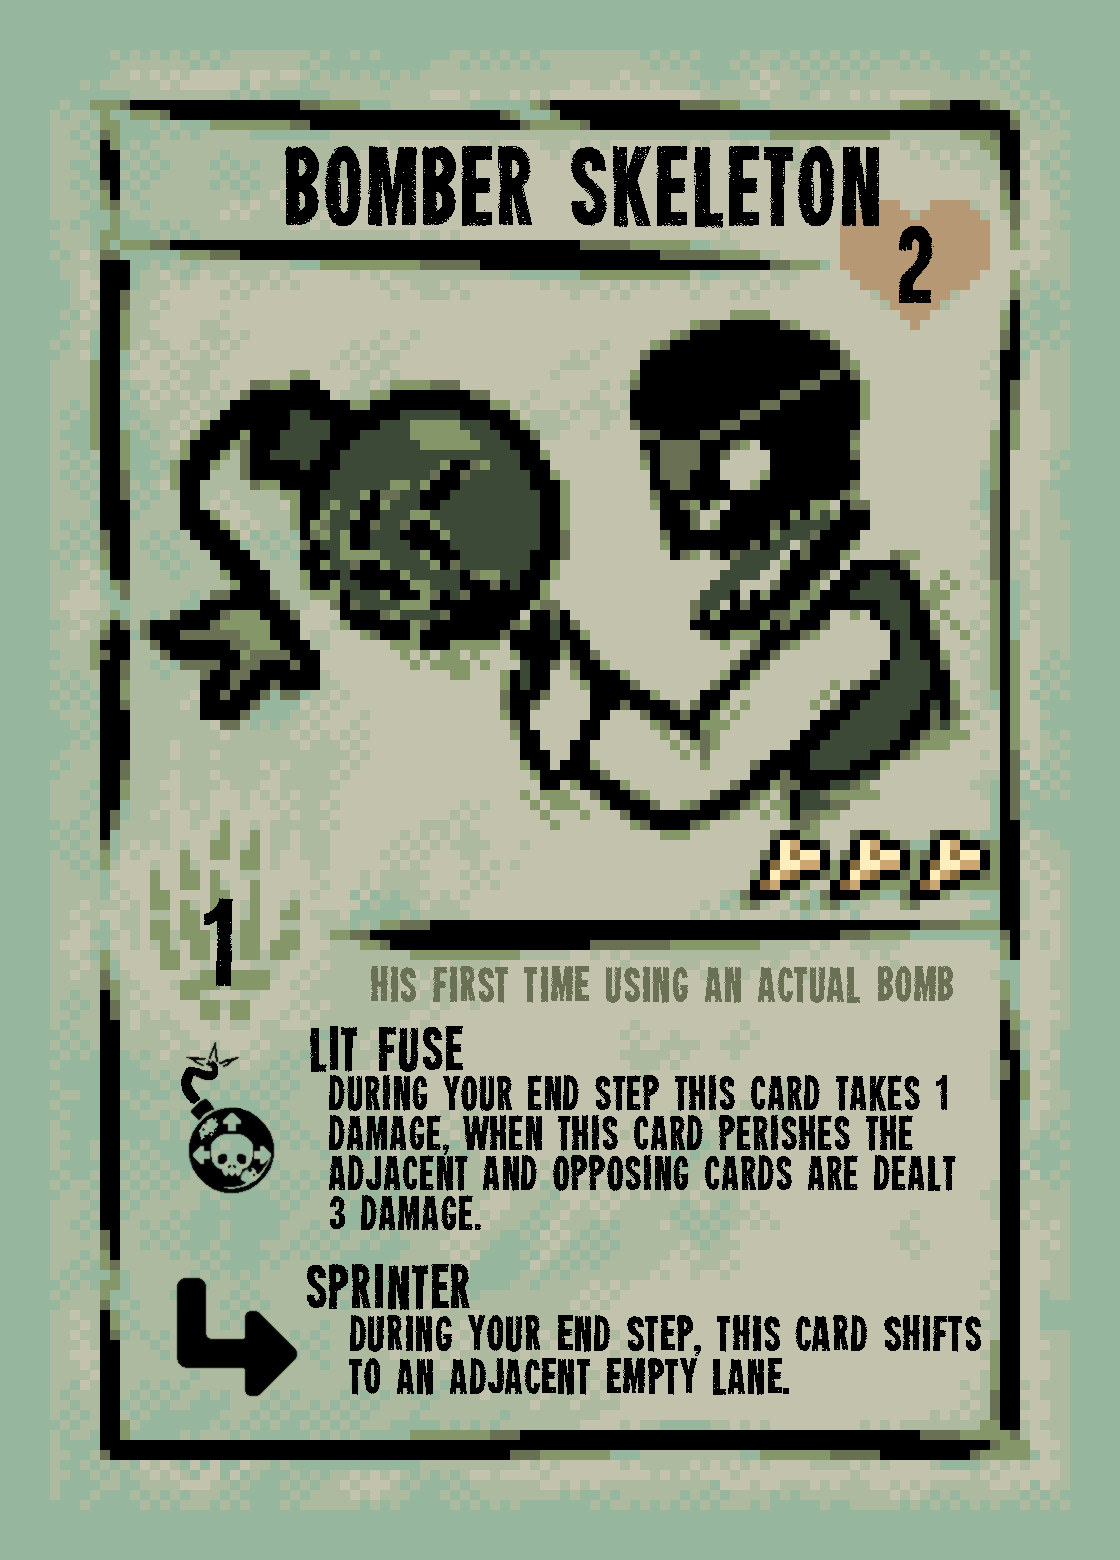 BOMBER SKELETON
2
1
HIS FIRST TIME USING AN ACTUAL BOMB
LIT FUSE
DURING YOUR END STEP THIS CARD TAKES 1
DAMAGE, WHEN THIS CARD PERISHES THE
ADJACENT AND OPPOSING CARDS ARE DEALT
3 DAMAGE.
SPRINTER
DURING YOUR END STEP, THIS CARD SHIFTS
TO AN ADJACENT EMPTY LANE.